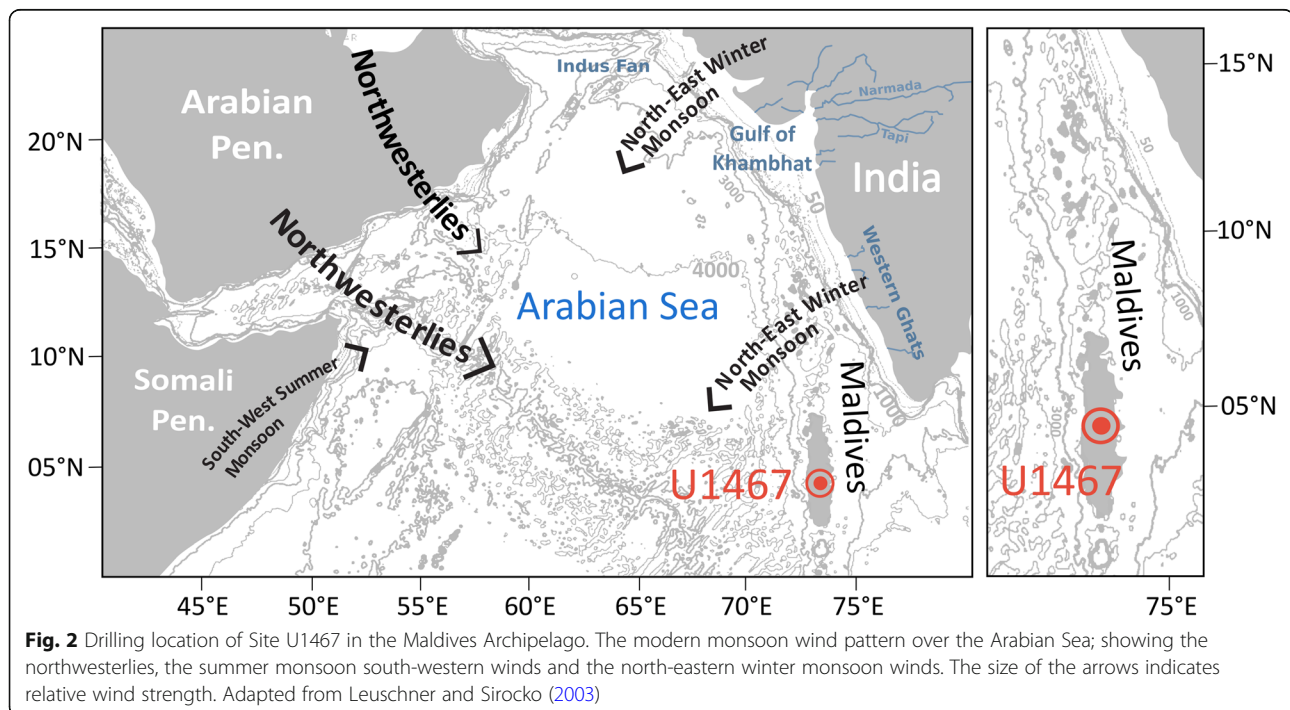 Arabian
Pen.
Northwesterlies
Indus Fan
North-East Winter
Monsoon
Narmada
Tapi
Gulf of
Khambhat
India
50
3000
Northwesterlies
4000
Western Ghats
Arabian Sea
North-East Winter
Monsoon
Somali
Pen.
South-West Summer
Monsoon
Maldives
1000
U1467
20°N
15°N
10°N
05°N
45°E
50°E
55°E
60°E
65°E
70°E
75°E
50
Maldives
1000
3000
U1467
15°N
10°N
05°N
75°E
Fig. 2 Drilling location of Site U1467 in the Maldives Archipelago. The modern monsoon wind pattern over the Arabian Sea; showing the
northwesterlies, the summer monsoon south-western winds and the north-eastern winter monsoon winds. The size of the arrows indicates
relative wind strength. Adapted from Leuschner and Sirocko (2003)